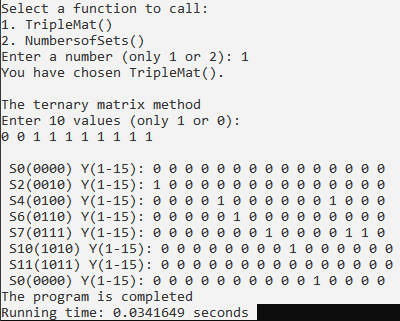 Select a function to call:
1. TripleMat()
2. NumbersofSets()
Enter a number (only 1 or 2): 1
You have chosen TripleMat().
The ternary matrix method
Enter 10 values (only 1 or 0):
0 0 1 1 1 1 1 1 1 1
S0(0000) Y(1-15): 0 0 0 0 0 0 0 0 0 0 0 0 0 0 0
S2(0010) Y(1-15): 1 0 0 0 0 0 0 0 0 0 0 0 0 0 0
S4(0100) Y(1-15): 0 0 0 0 1 0 0 0 0 0 0 1 0 0 0
S6(0110) Y(1-15): 0 0 0 0 0 1 0 0 0 0 0 0 0 0 0
S7(0111) Y(1-15): 0 0 0 0 0 0 0 1 0 0 0 0 1 1 0
S10(1010) Y(1-15): 0 0 0 0 0 0 0 0 1 0 0 0 0 0 0
S11(1011) Y(1-15): 0 0 0 0 0 0 0 0 0 0 0 0 0 0 0
S0(0000) Y(1-15): 0 0 0 0 0 0 0 0 0 0 1 0 0 0 0
The program is completed
Running time: 0.0341649 seconds